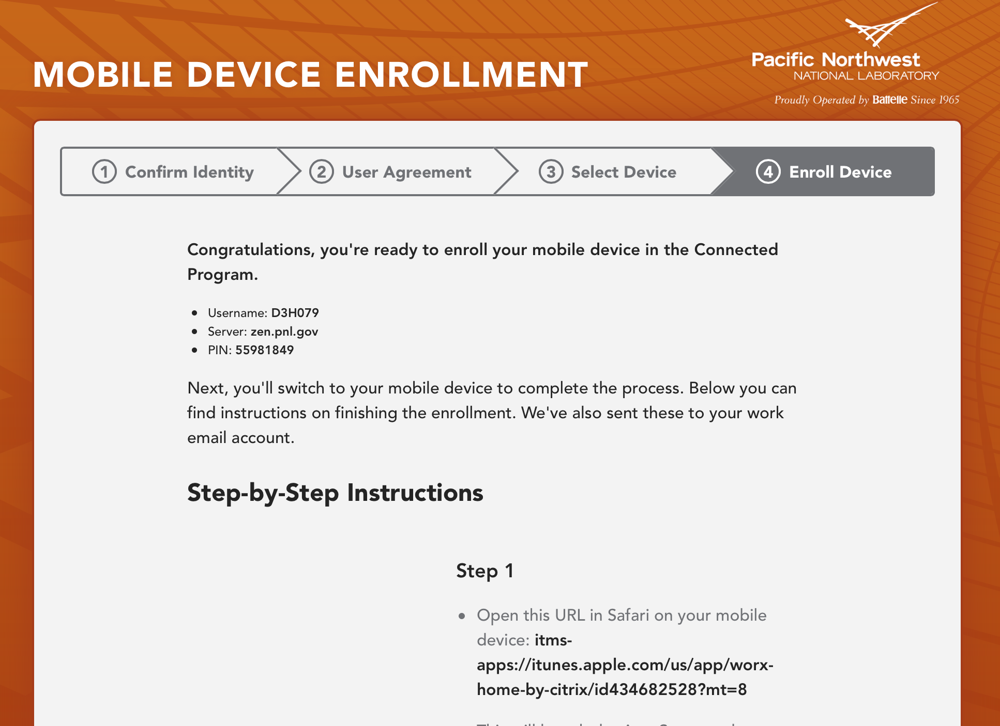 MOBILE DEVICE ENROLLMENT
Pacific Northwest
NATIONAL LABORATORY
Proudly Operated by Battelle Since 1965
1 Confirm Identity
2 User Agreement
3 Select Device
4 Enroll Device
Congratulations, you're ready to enroll your mobile device in the Connected
Program.
• Username: D3H079
• Server: zen.pnl.gov
• PIN: 55981849
Next, you'll switch to your mobile device to complete the process. Below you can
find instructions on finishing the enrollment. We've also sent these to your work
email account.
Step-by-Step Instructions
Step 1
• Open this URL in Safari on your mobile
device: itms-
apps://itunes.apple.com/us/app/worx-
home-by-citrix/id434682528?mt=8